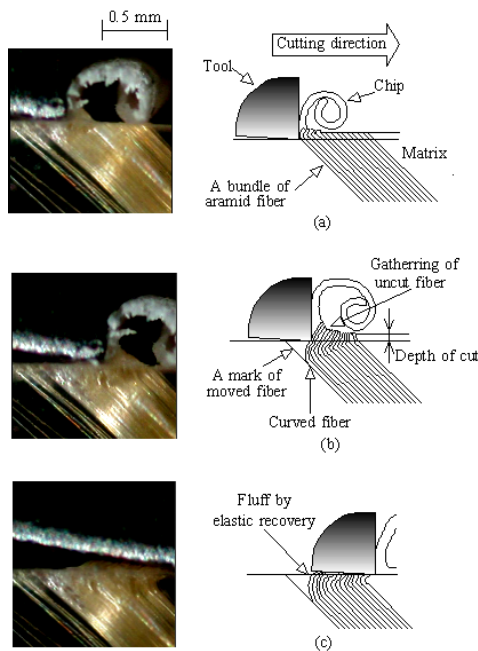 0.5 mm
Cutting direction
Tool
Chip
Matrix
A bundle of
aramid fiber
(a)
Gatherring of
uncut fiber
Depth of cut
A mark of
moved fiber
Curved fiber
(b)
Fluff by
elastic recovery
(c)